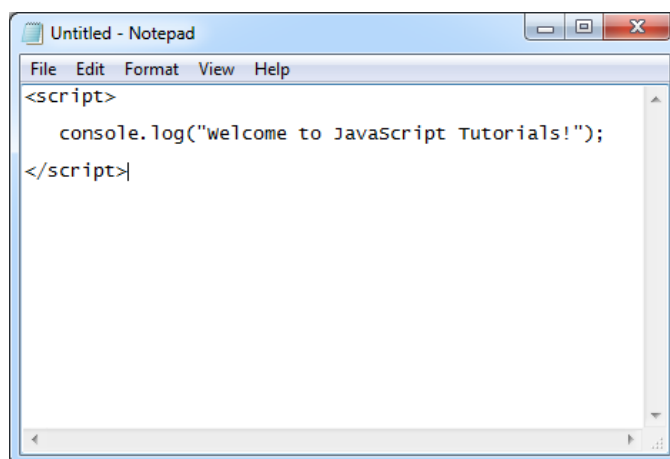 Untitled - Notepad
File Edit Format View Help
<script>
console.log("Welcome to JavaScript Tutorials!");
</script>